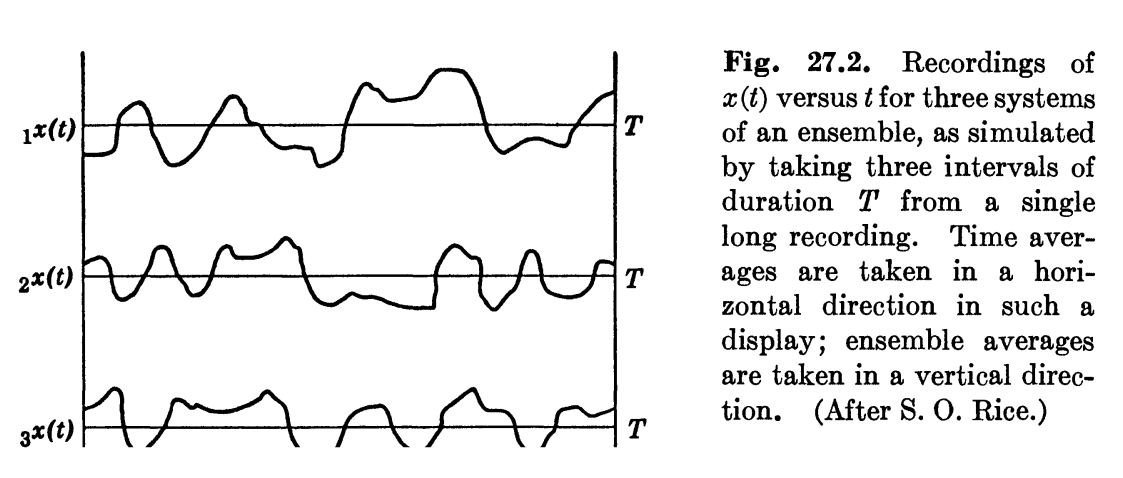 ₁x(t)
T
₂x(t)
T
₃x(t)
T
Fig. 27.2. Recordings of
x(t) versus t for three systems
of an ensemble, as simulated
by taking three intervals of
duration T from a single
long recording. Time aver-
ages are taken in a hori-
zontal direction in such a
display; ensemble averages
are taken in a vertical direc-
tion. (After S. O. Rice.)